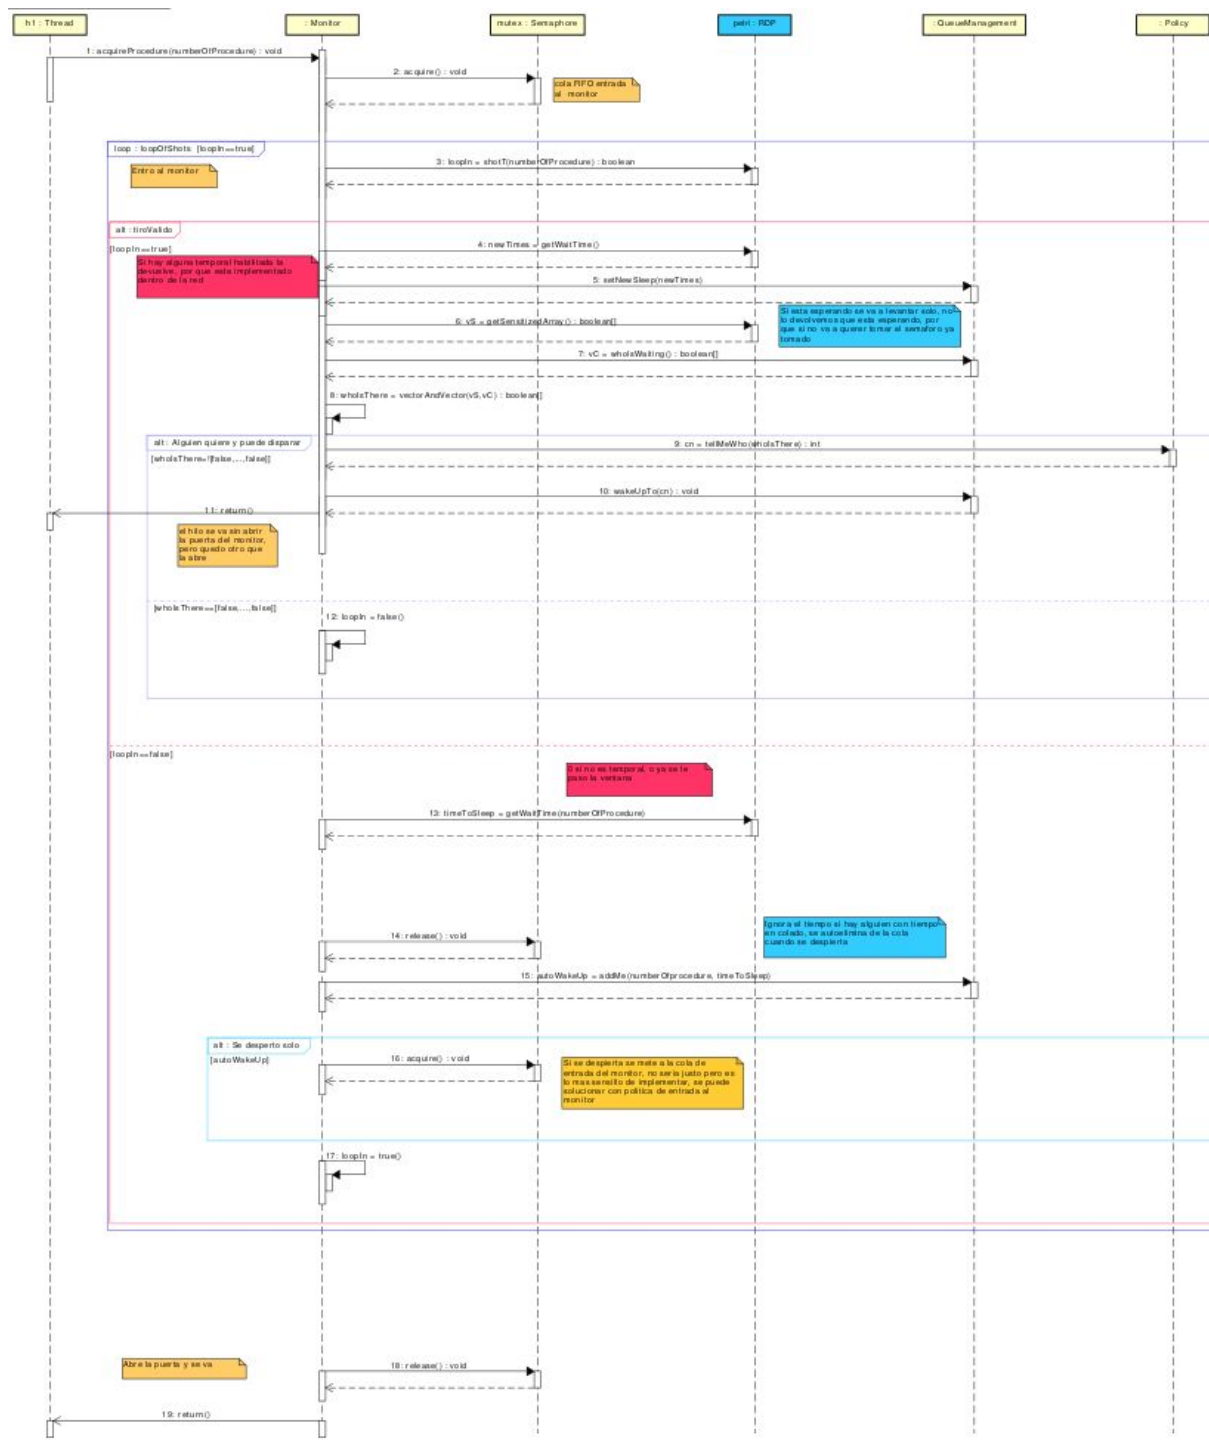 h1 : Thread
: Monitor
mutex : Semaphore
petri : RDP
: QueueManagement
: Policy
1: acquireProcedure(numberOfProcedure) : void
2: acquire() : void
cola FIFO entrada
al monitor
loop : loopOfShots [loopIn==true]
3: loopIn = shotT(numberOfProcedure) : boolean
Entro al monitor
alt : tiroValido
[loopIn==true]
4: newTimes = getWaitTime()
Si hay alguna temporal habilitada la
devuelve, por que esta implementado
dentro de la red
5: setNewSleep(newTimes)
Si esta esperando se va a levantar solo, no
lo devolvemos que esta esperando, por
que si no va a querer tomar el semaforo ya
tomado
6: vS = getSensitizedArray() : boolean[]
7: vC = whoIsWaiting() : boolean[]
8: whoIsThere = vectorAndVector(vS,vC) : boolean[]
alt : Alguien quiere y puede disparar
9: cn = tellMeWho(whoIsThere) : int
[whoIsThere=![false,...,false]]
10: wakeUpTo(cn) : void
11: return()
el hilo se va sin abrir
la puerta del monitor,
pero quedo otro que
la abre
[whoIsThere==[false,...,false]]
12: loopIn = false()
[loopIn==false]
0 si no es temporal, o ya se le
paso la ventana
13: timeToSleep = getWaitTime(numberOfProcedure)
Ignora el tiempo si hay alguien con tiempo
en colado, se autoelimina de la cola
cuando se despierta
14: release() : void
15: autoWakeUp = addMe(numberOfprocedure, timeToSleep)
alt : Se desperto solo
[autoWakeUp]
16: acquire() : void
Si se despierta se mete a la cola de
entrada del monitor, no seria justo pero es
lo mas sensillo de implementar, se puede
solucionar con politica de entrada al
monitor
17: loopIn = true()
Abre la puerta y se va
18: release() : void
19: return()